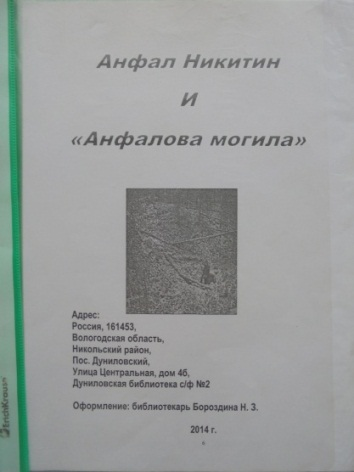 Анфал Никитин
И
«Анфалова могила»
Адрес:
Россия, 161453,
Вологодская область,
Никольский район,
Пос. Дуниловский,
Улица Центральная, дом 4б,
Дуниловская библиотека с/ф №2
Оформление: библиотекарь Бороздина Н. З.
2014 г.
ErichKrause